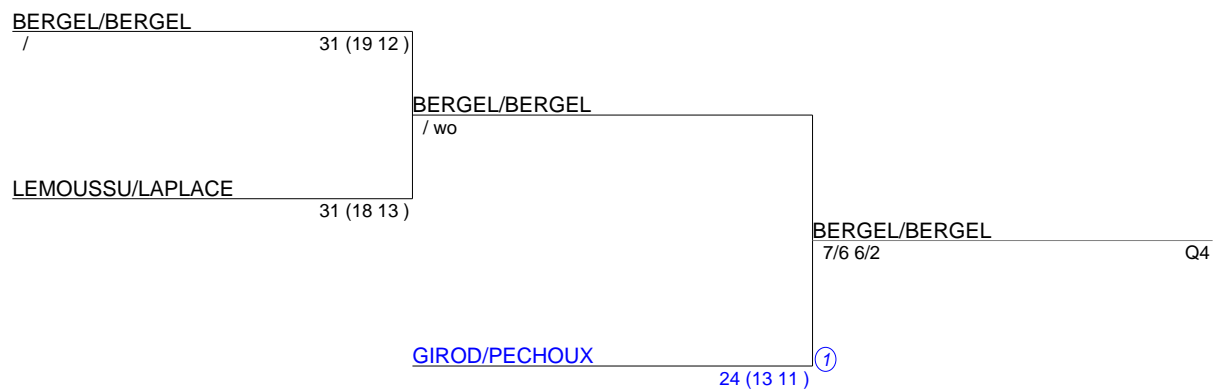 BERGEL/BERGEL
/ 31 (19 12 )
BERGEL/BERGEL
/ wo
LEMOUSSU/LAPLACE
31 (18 13 )
BERGEL/BERGEL
7/6 6/2 Q4
GIROD/PECHOUX 1
24 (13 11 )